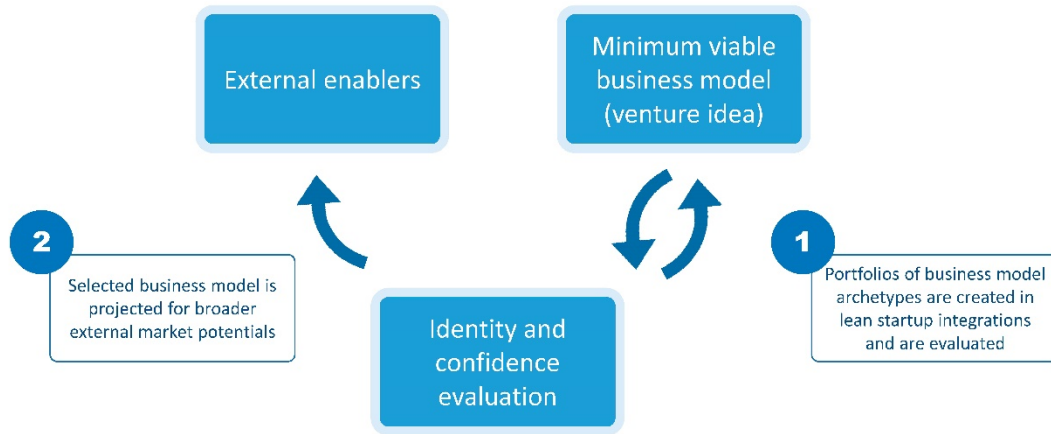 External enablers
Minimum viable
business model
(venture idea)
2
Selected business model is
projected for broader
external market potentials
1
Portfolios of business model
archetypes are created in
lean startup integrations
and are evaluated
Identity and
confidence
evaluation